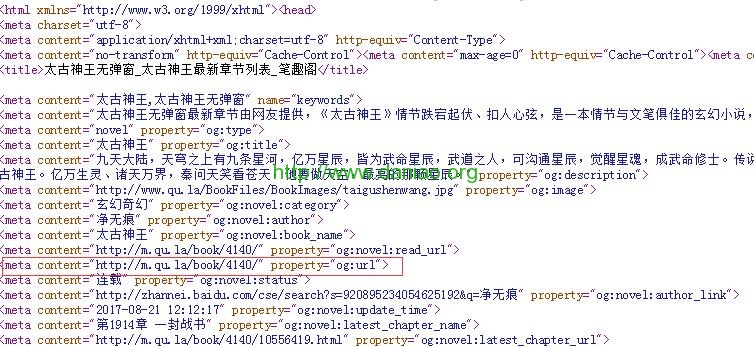 <html xmlns="http://www.w3.org/1999/xhtml"><head>
<meta charset="utf-8">
<meta content="application/xhtml+xml;charset=utf-8" http-equiv="Content-Type">
<meta content="no-transform" http-equiv="Cache-Control"><meta content="max-age=0" http-equiv="Cache-Control"><meta c
<title>太古神王无弹窗_太古神王最新章节列表_笔趣阁</title>
<meta content="太古神王,太古神王无弹窗" name="keywords">
<meta content="太古神王无弹窗最新章节由网友提供，《太古神王》情节跌宕起伏、扣人心弦，是一本情节与文笔俱佳的玄幻小说，
<meta content="novel" property="og:type">
<meta content="太古神王" property="og:title">
<meta content="九天大陆，天穹之上有九条星河，亿万星辰，皆为武命星辰，武道之人，可沟通星辰，觉醒星魂，成武命修士。传说
古神王。亿万生灵、诸天万界，秦问天笑看苍天，他要做天空，最亮的那颗星辰。" property="og:description">
<meta content="http://www.qu.la/BookFiles/BookImages/taigushenwang.jpg" property="og:image">
<meta content="玄幻奇幻" property="og:novel:category">
<meta content="净无痕" property="og:novel:author">
<meta content="太古神王" property="og:novel:book_name">
<meta content="http://m.qu.la/book/4140/" property="og:novel:read_url">
<meta content="http://m.qu.la/book/4140/" property="og:url">
<meta content="连载" property="og:novel:status">
<meta content="http://zhannei.baidu.com/cse/search?s=920895234054625192&q=净无痕" property="og:novel:author_link">
<meta content="2017-08-21 12:12:17" property="og:novel:update_time">
<meta content="第1914章 一封战书" property="og:novel:latest_chapter_name">
<meta content="http://m.qu.la/book/4140/10556419.html" property="og:novel:latest_chapter_url">